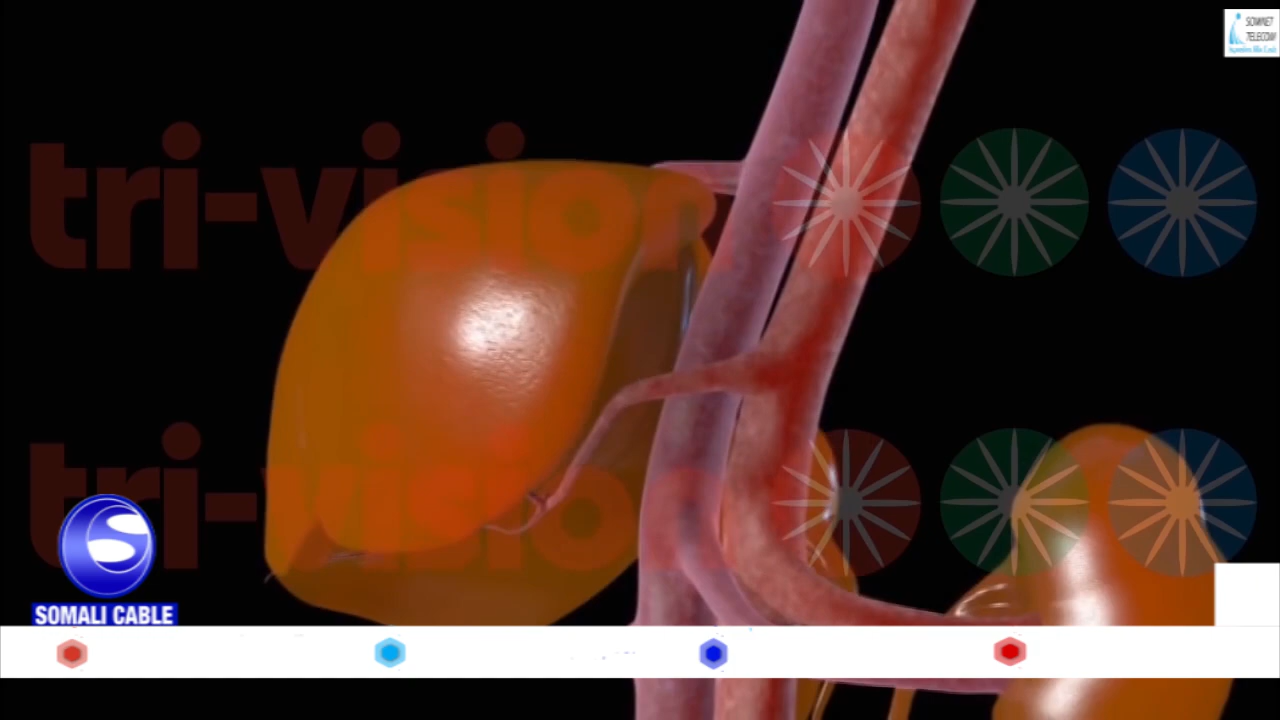 SOMNET
TELECOM
tri-vision
tri-vision
SOMALI CABLE